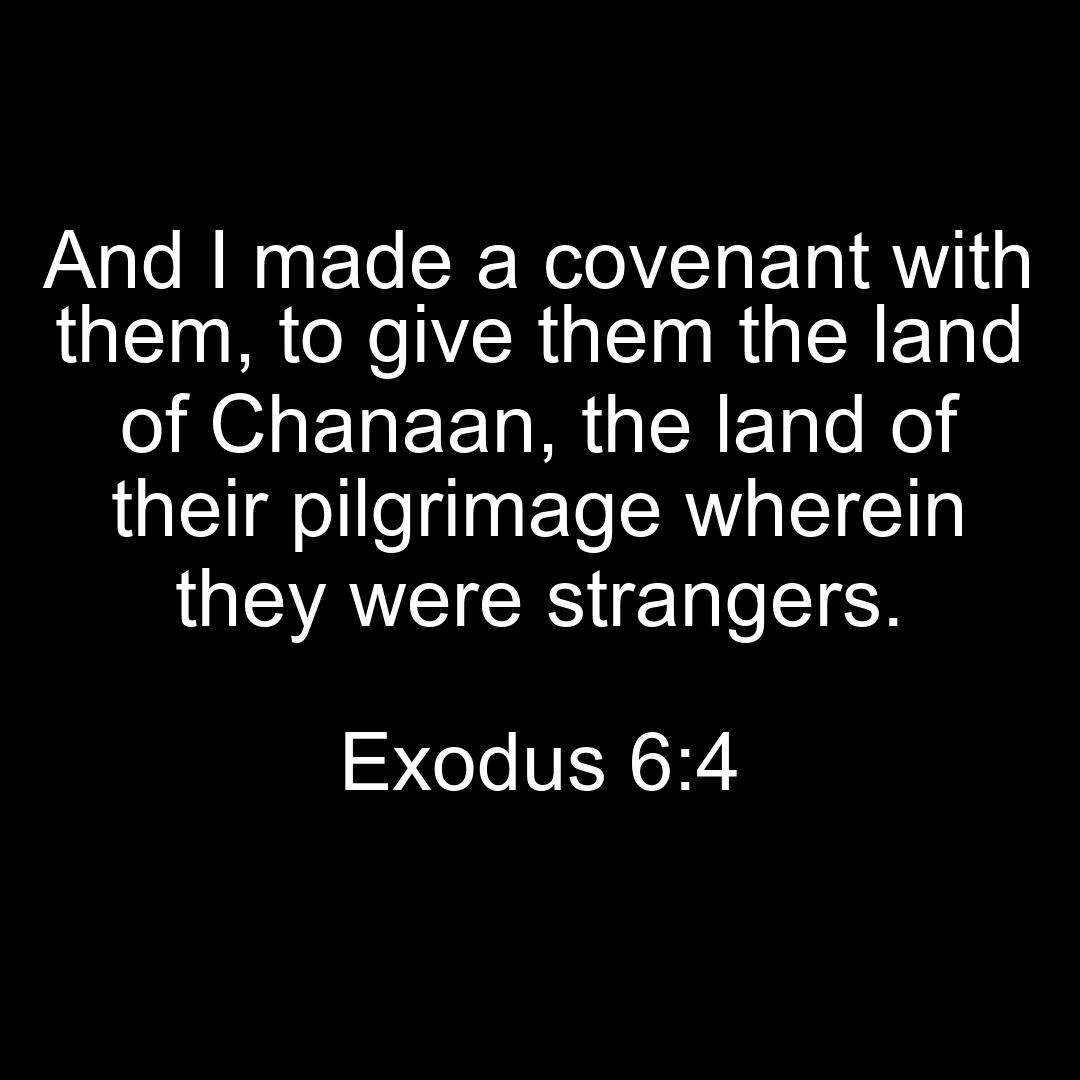 And I made a covenant with
them, to give them the land
of Chanaan, the land of
their pilgrimage wherein
they were strangers.
Exodus 6:4